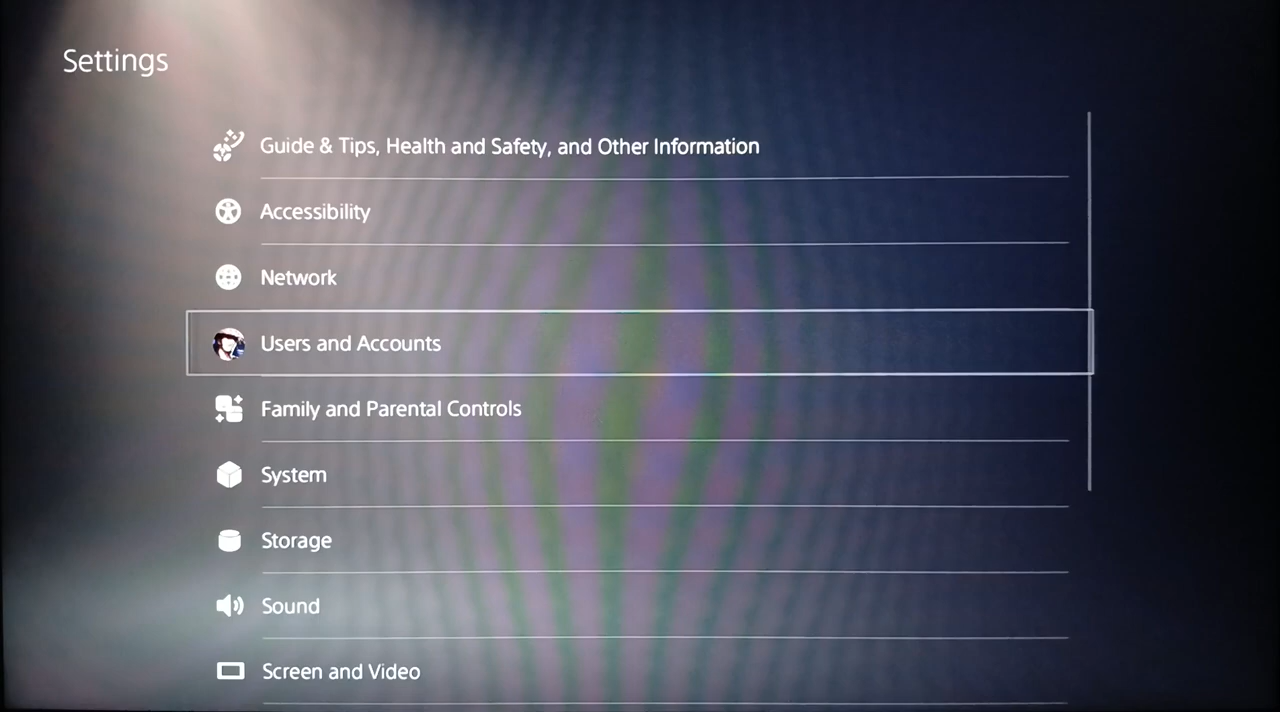 Settings
Guide & Tips, Health and Safety, and Other Information
Accessibility
Network
Users and Accounts
Family and Parental Controls
System
Storage
Sound
Screen and Video